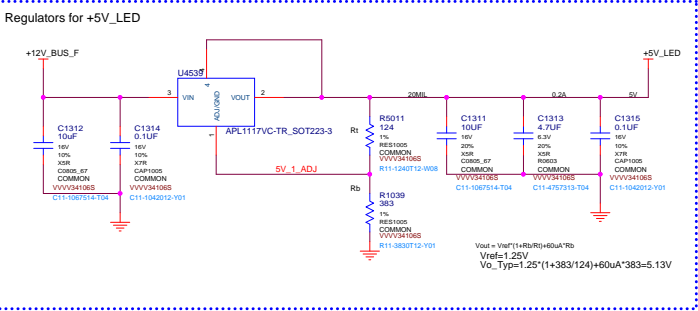 Regulators for +5V_LED
+12V_BUS_F
+5V_LED
U4539
4
3
VIN
VOUT
2
ADJ/GND
1
APL1117VC-TR_SOT223-3
20MIL
0.2A
5V
5V_1_ADJ
C1312
10uF
16V
10%
X5R
C0805_67
COMMON
VVVV34106S
C11-1067514-T04
C1314
0.1UF
16V
10%
X7R
CAP1005
COMMON
VVVV34106S
C11-1042012-Y01
Rt
R5011
124
1%
RES1005
COMMON
VVVV34106S
R11-1240T12-W08
Rb
R1039
383
1%
RES1005
COMMON
VVVV34106S
R11-3830T12-Y01
C1311
10UF
16V
20%
X5R
C0805_67
COMMON
VVVV34106S
C11-1067514-T04
C1313
4.7UF
6.3V
20%
X5R
R0603
COMMON
VVVV34106S
C11-4757313-T04
C1315
0.1UF
16V
10%
X7R
CAP1005
COMMON
VVVV34106S
C11-1042012-Y01
Vout = Vref*(1+Rb/Rt)+60uA*Rb
Vref=1.25V
Vo_Typ=1.25*(1+383/124)+60uA*383=5.13V